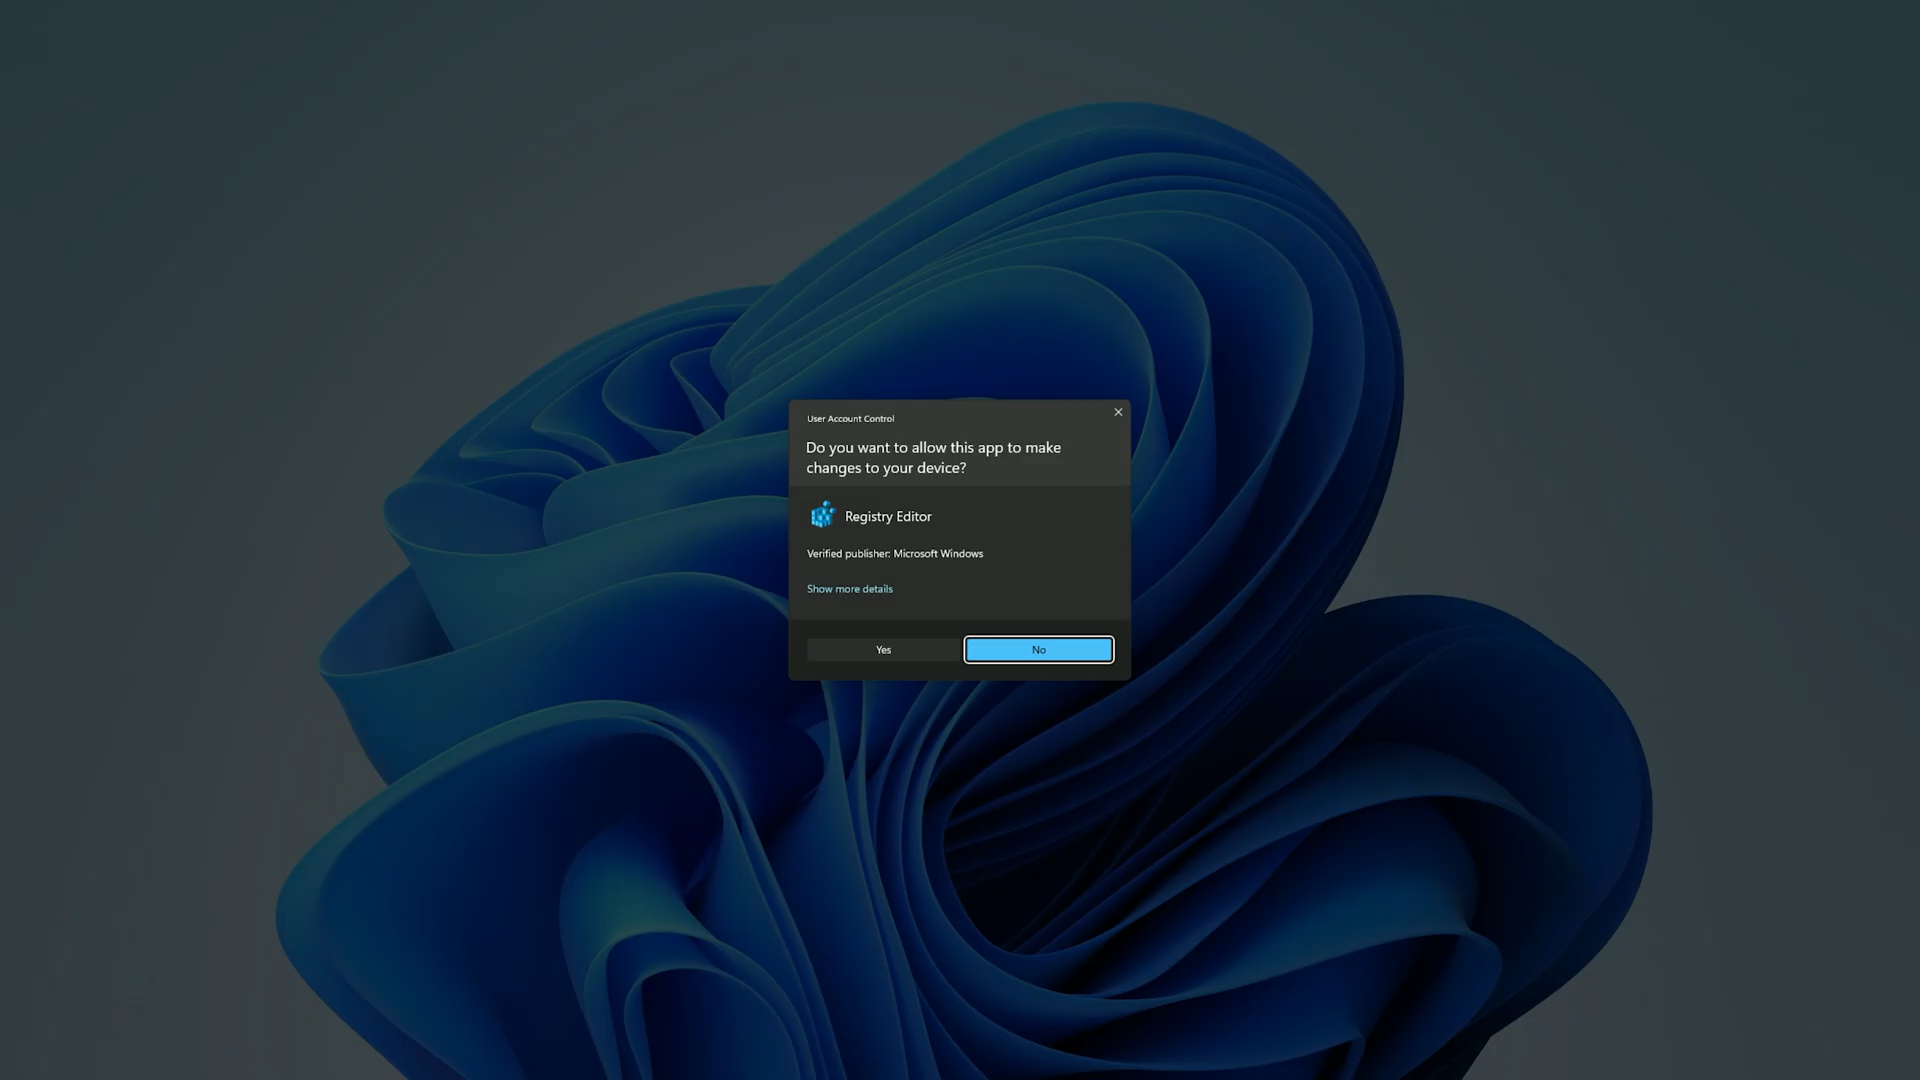 User Account Control
Do you want to allow this app to make
changes to your device?
Registry Editor
Verified publisher: Microsoft Windows
Show more details
Yes
No